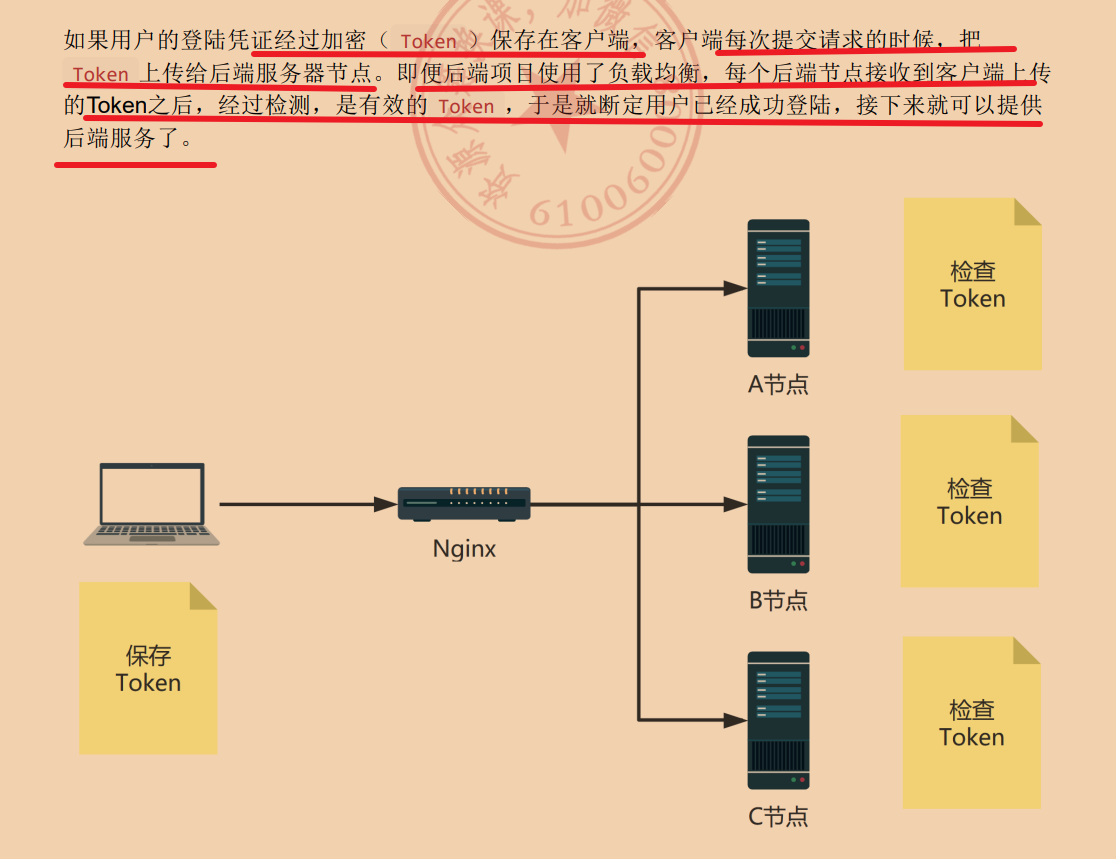 如果用户的登陆凭证经过加密（ Token ）保存在客户端，客户端每次提交请求的时候，把
Token 上传给后端服务器节点。即便后端项目使用了负载均衡，每个后端节点接收到客户端上传
的Token之后，经过检测，是有效的 Token ，于是就断定用户已经成功登陆，接下来就可以提供
后端服务了。
610060008
检查
Token
A节点
检查
Token
Nginx
B节点
保存
Token
检查
Token
C节点